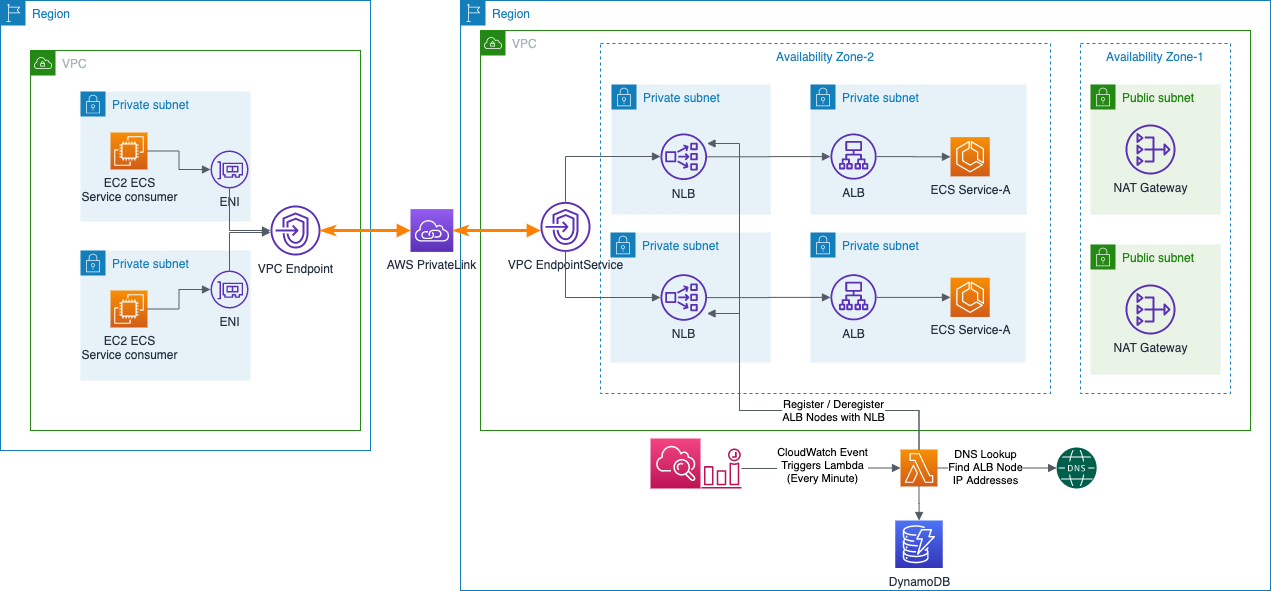 Region
VPC
Private subnet
EC2 ECS
Service consumer
ENI
Private subnet
EC2 ECS
Service consumer
ENI
VPC Endpoint
AWS PrivateLink
Region
VPC
VPC EndpointService
Availability Zone-2
Private subnet
NLB
Private subnet
ALB
ECS Service-A
Private subnet
NLB
Private subnet
ALB
ECS Service-A
Availability Zone-1
Public subnet
NAT Gateway
Public subnet
NAT Gateway
Register / Deregister
ALB Nodes with NLB
CloudWatch Event
Triggers Lambda
(Every Minute)
DNS Lookup
Find ALB Node
IP Addresses
DNS
DynamoDB